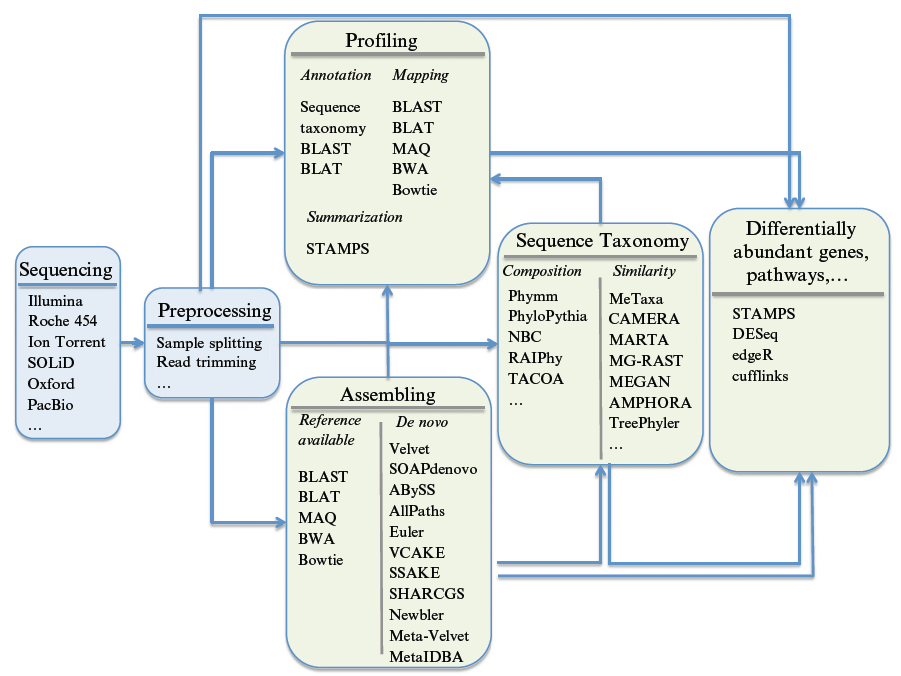 Profiling
Annotation
Mapping
Sequence
taxonomy
BLAST
BLAT
BLAST
BLAT
MAQ
BWA
Bowtie
Summarization
STAMPS
Sequencing
Illumina
Roche 454
Ion Torrent
SOLiD
Oxford
PacBio
...
Preprocessing
Sample splitting
Read trimming
...
Assembling
Reference
available
BLAST
BLAT
MAQ
BWA
Bowtie
De novo
Velvet
SOAPdenovo
ABySS
AllPaths
Euler
VCAKE
SSAKE
SHARCGS
Newbler
Meta-Velvet
MetaIDBA
Sequence Taxonomy
Composition
Phymm
PhyloPythia
NBC
RAIPhy
TACOA
...
Similarity
MeTaxa
CAMERA
MARTA
MG-RAST
MEGAN
AMPHORA
TreePhyler
...
Differentially
abundant genes,
pathways,...
STAMPS
DESeq
edgeR
cufflinks